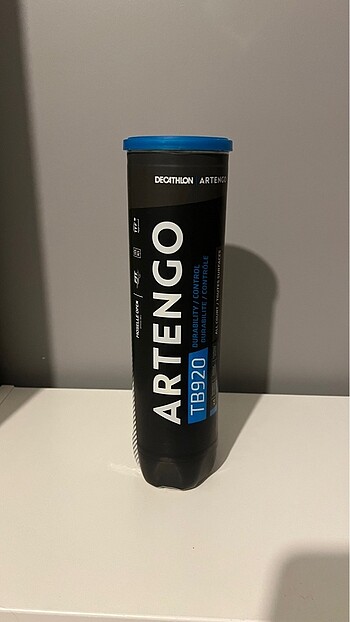 DECATHLON ARTENGO
ARTENGO
TB920
DURABILITY / CONTROL
DURABILITÉ / CONTRÔLE